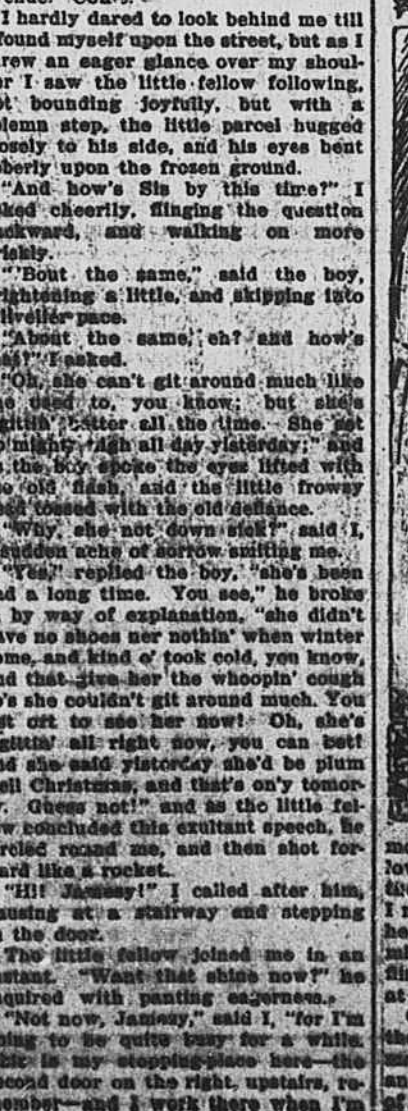 I hardly dared to look behind me till
found myself upon the street, but as I
rew an eager glance over my shoul-
er I saw the little fellow following,
ot bounding joyfully, but with a
olemn step, the little parcel hugged
osely to his side, and his eyes bent
oberly upon the frozen ground.
"And how's Sis by this time?" I
sked cheerily, flinging the question
ackward, and walking on more
riskly.
"'Bout the same," said the boy,
rightening a little, and skipping into
livelier pace.
"About the same, eh? and how's
at?" I asked.
"Oh, she can't git around much like
he used to, you know; but she's
gittin' better all the time. She set
mighty all day yisterday;" and
s the boy spoke the eyes lifted with
he old flash, and the little frowsy
ead tossed with the old defiance.
"Why, she not down sick?" said I,
sudden ache of sorrow smiting me.
"Yes," replied the boy, "she's been
ad a long time. You see," he broke
by way of explanation, "she didn't
ave no shoes ner nothin' when winter
ome, and kind o' took cold, you know,
nd that give her the whoopin' cough
o's she couldn't git around much. You
st ort to see her now! Oh, she's
gittin' all right now, you can bet!
nd she said yisterday she'd be plum
ell Christmas, and that's on'y tomor-
Guess not!" and as the little fel-
w concluded this exultant speech, he
ircled round me, and then shot for-
ard like a rocket.
"Hi! Jamesy!" I called after him,
ausing at a stairway and stepping
n the door.
The little fellow joined me in an
nstant. "Want that shine now?" he
nquired with panting eagerness.
"Not now, Jamesy," said I, "for I'm
oing to be quite busy for a while.
his is my stopping-place here—the
econd door on the right, upstairs, re-
ember—and I work there when I'm